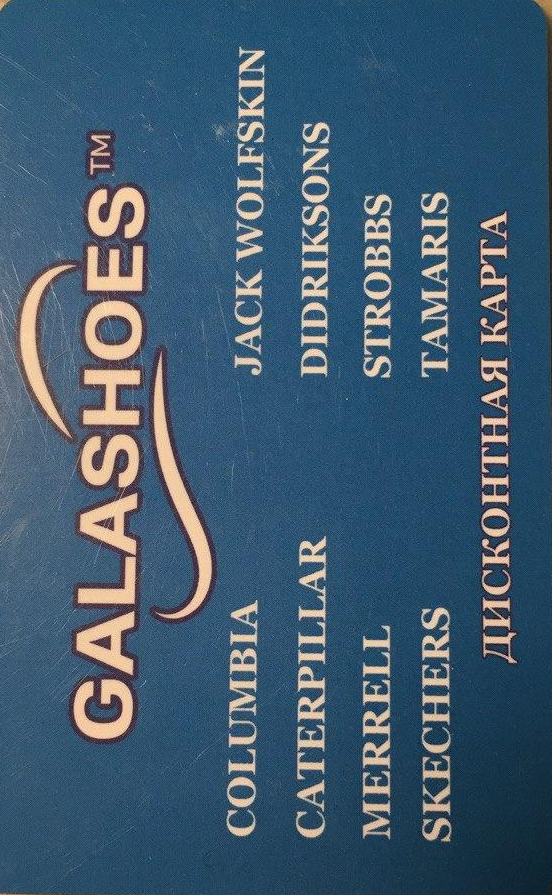 GALASHOES™
COLUMBIA JACK WOLFSKIN
CATERPILLAR DIDRIKSONS
MERRELL STROBBS
SKECHERS TAMARIS
ДИСКОНТНАЯ КАРТА